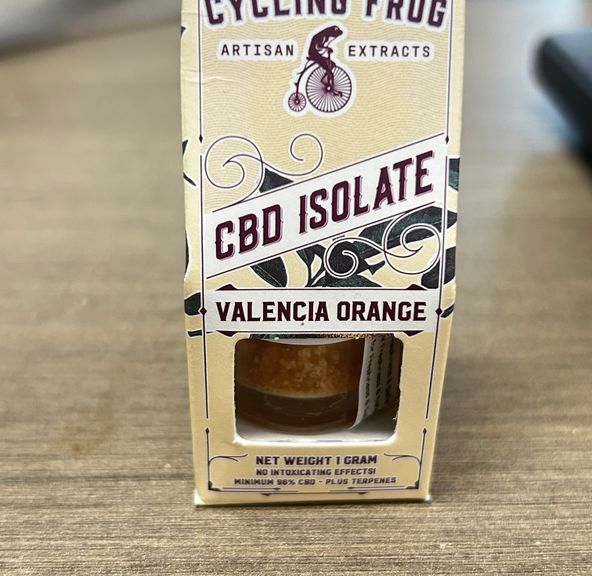 CYCLING FROG
ARTISAN EXTRACTS
CBD ISOLATE
VALENCIA ORANGE
NET WEIGHT 1 GRAM
NO INTOXICATING EFFECTS!
MINIMUM 96% CBD - PLUS TERPENES